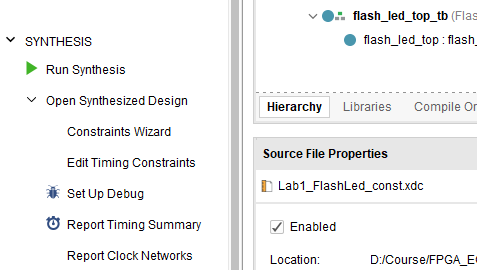 SYNTHESIS
Run Synthesis
Open Synthesized Design
Constraints Wizard
Edit Timing Constraints
Set Up Debug
Report Timing Summary
Report Clock Networks
flash_led_top_tb (Flas
flash_led_top : flash_
Hierarchy Libraries Compile Or
Source File Properties
Lab1_FlashLed_const.xdc
Enabled
Location: D:/Course/FPGA_E